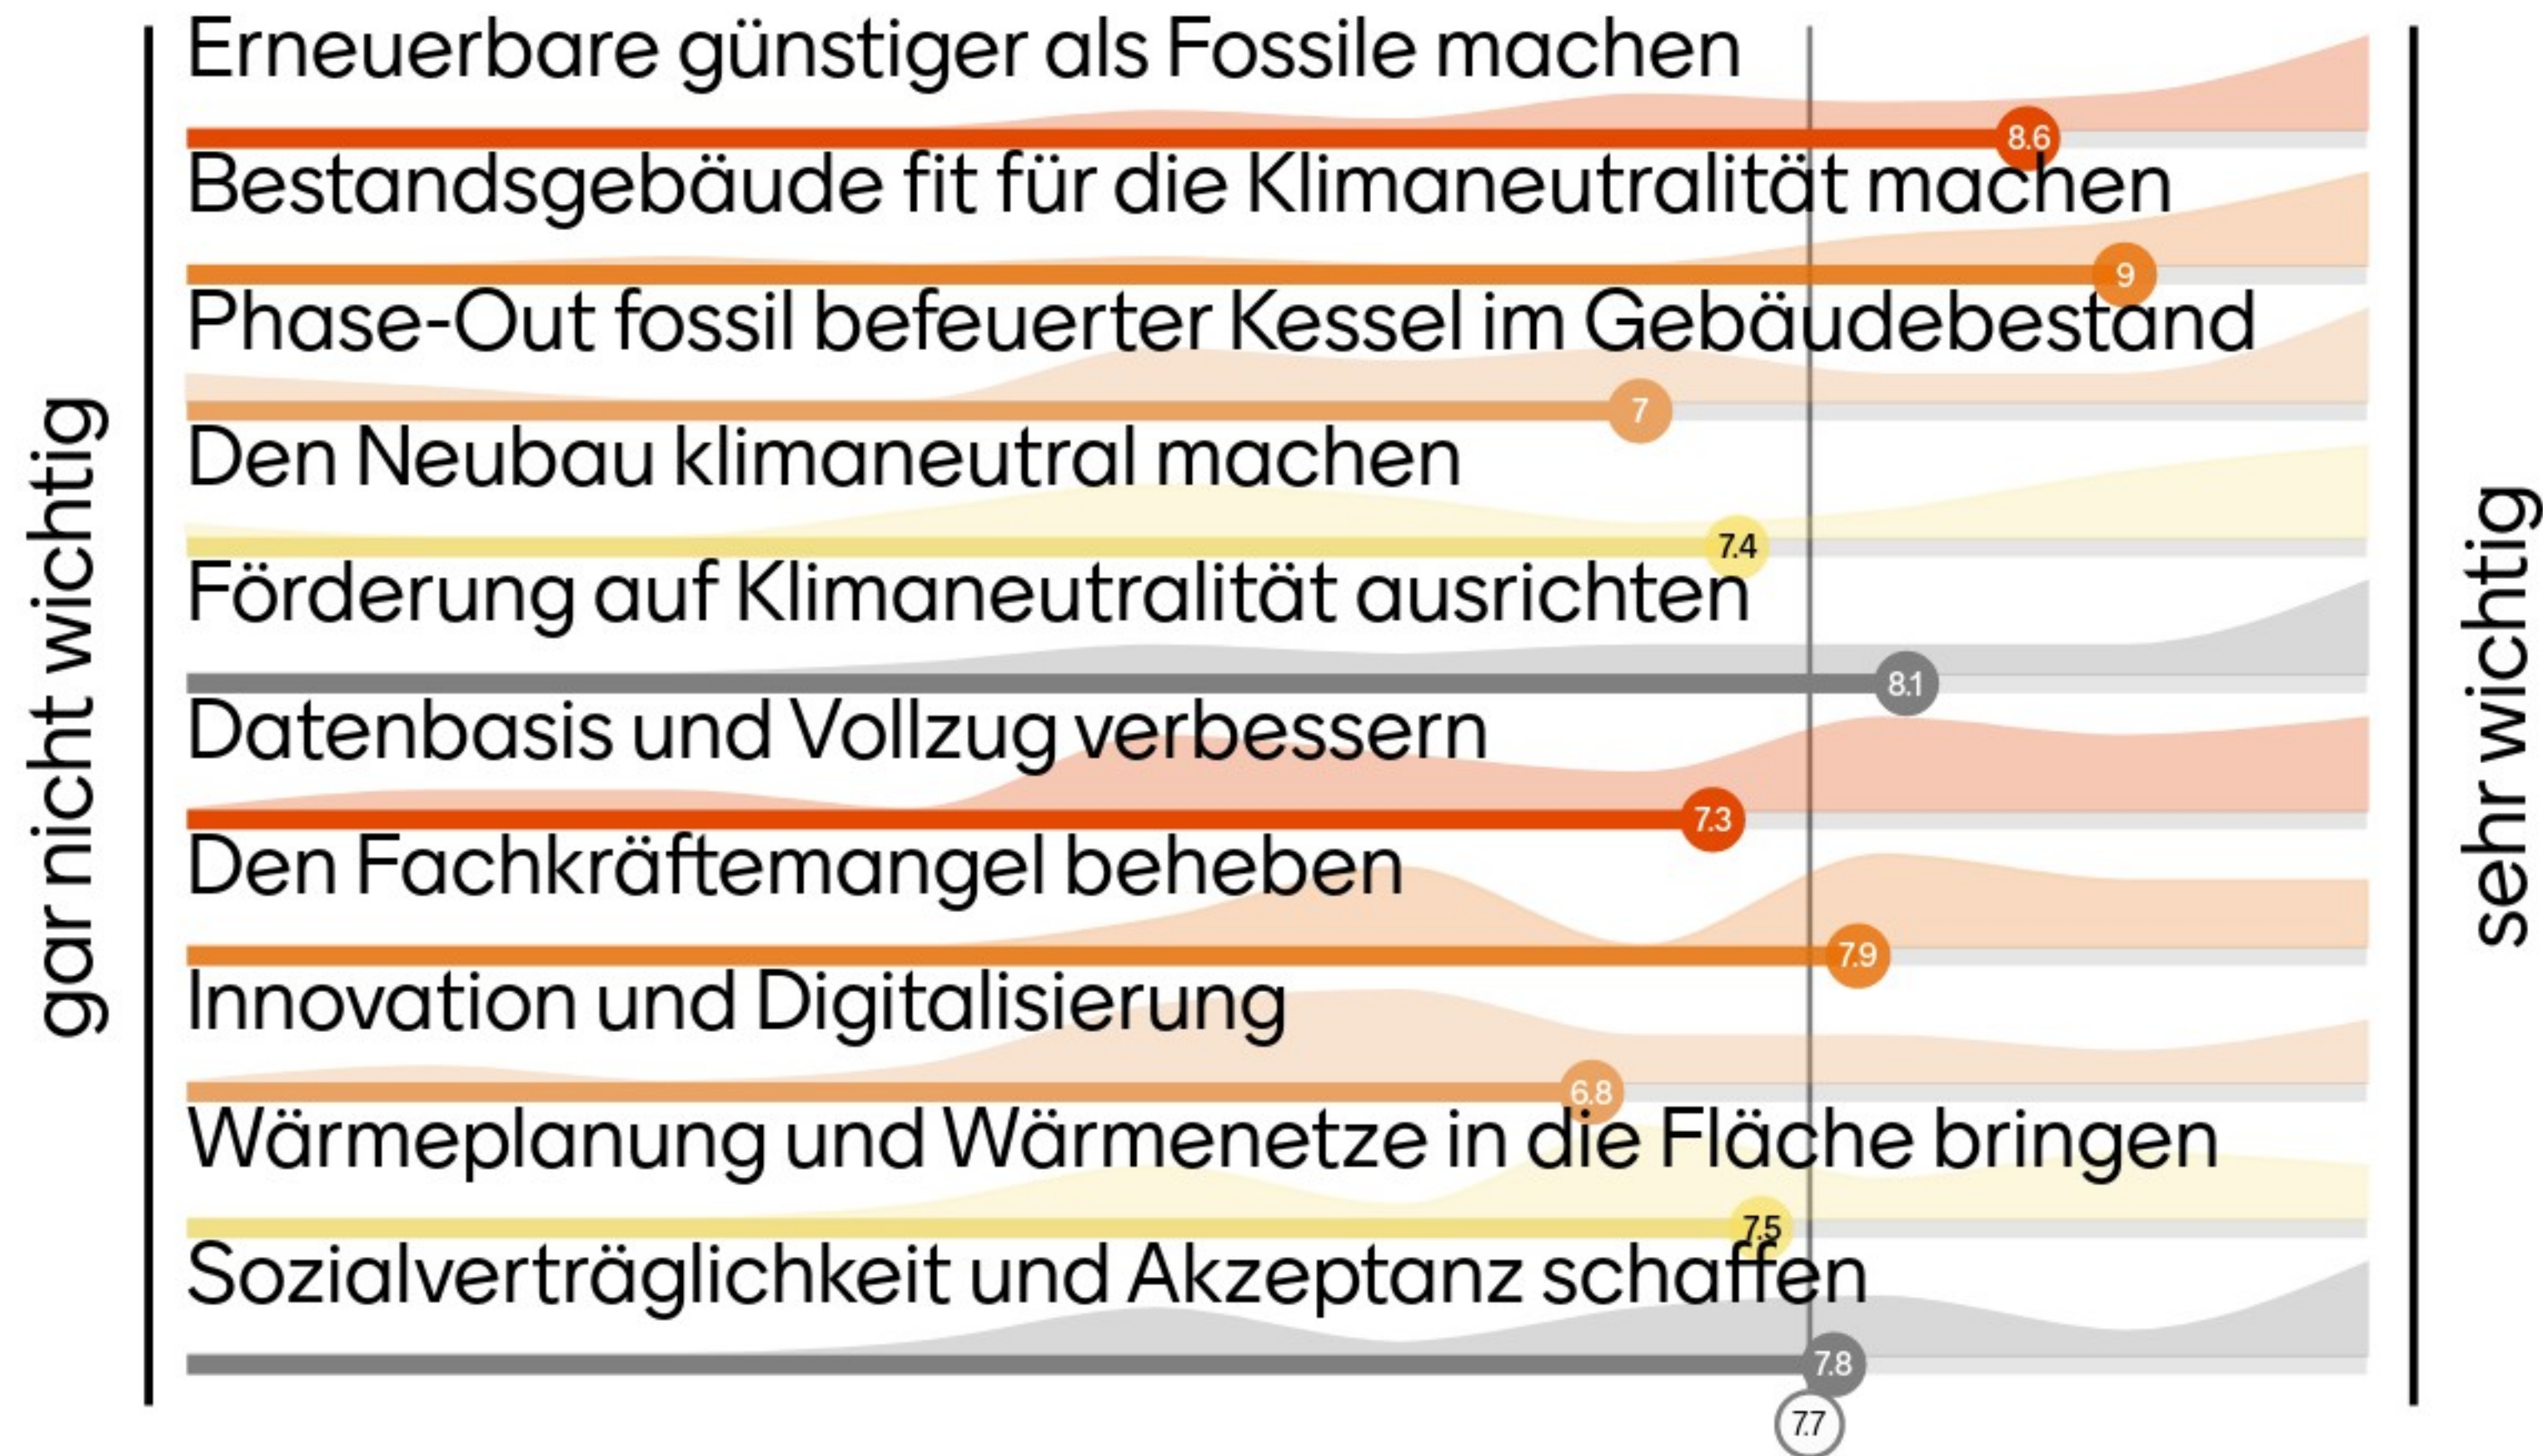 Erneuerbare günstiger als Fossile machen
8.6
Bestandsgebäude fit für die Klimaneutralität machen
9
Phase-Out fossil befeuerter Kessel im Gebäudebestand
7
Den Neubau klimaneutral machen
7.4
Förderung auf Klimaneutralität ausrichten
8.1
Datenbasis und Vollzug verbessern
7.3
Den Fachkräftemangel beheben
7.9
Innovation und Digitalisierung
6.8
Wärmeplanung und Wärmenetze in die Fläche bringen
7.5
Sozialverträglichkeit und Akzeptanz schaffen
7.8
7.7
gar nicht wichtig
sehr wichtig